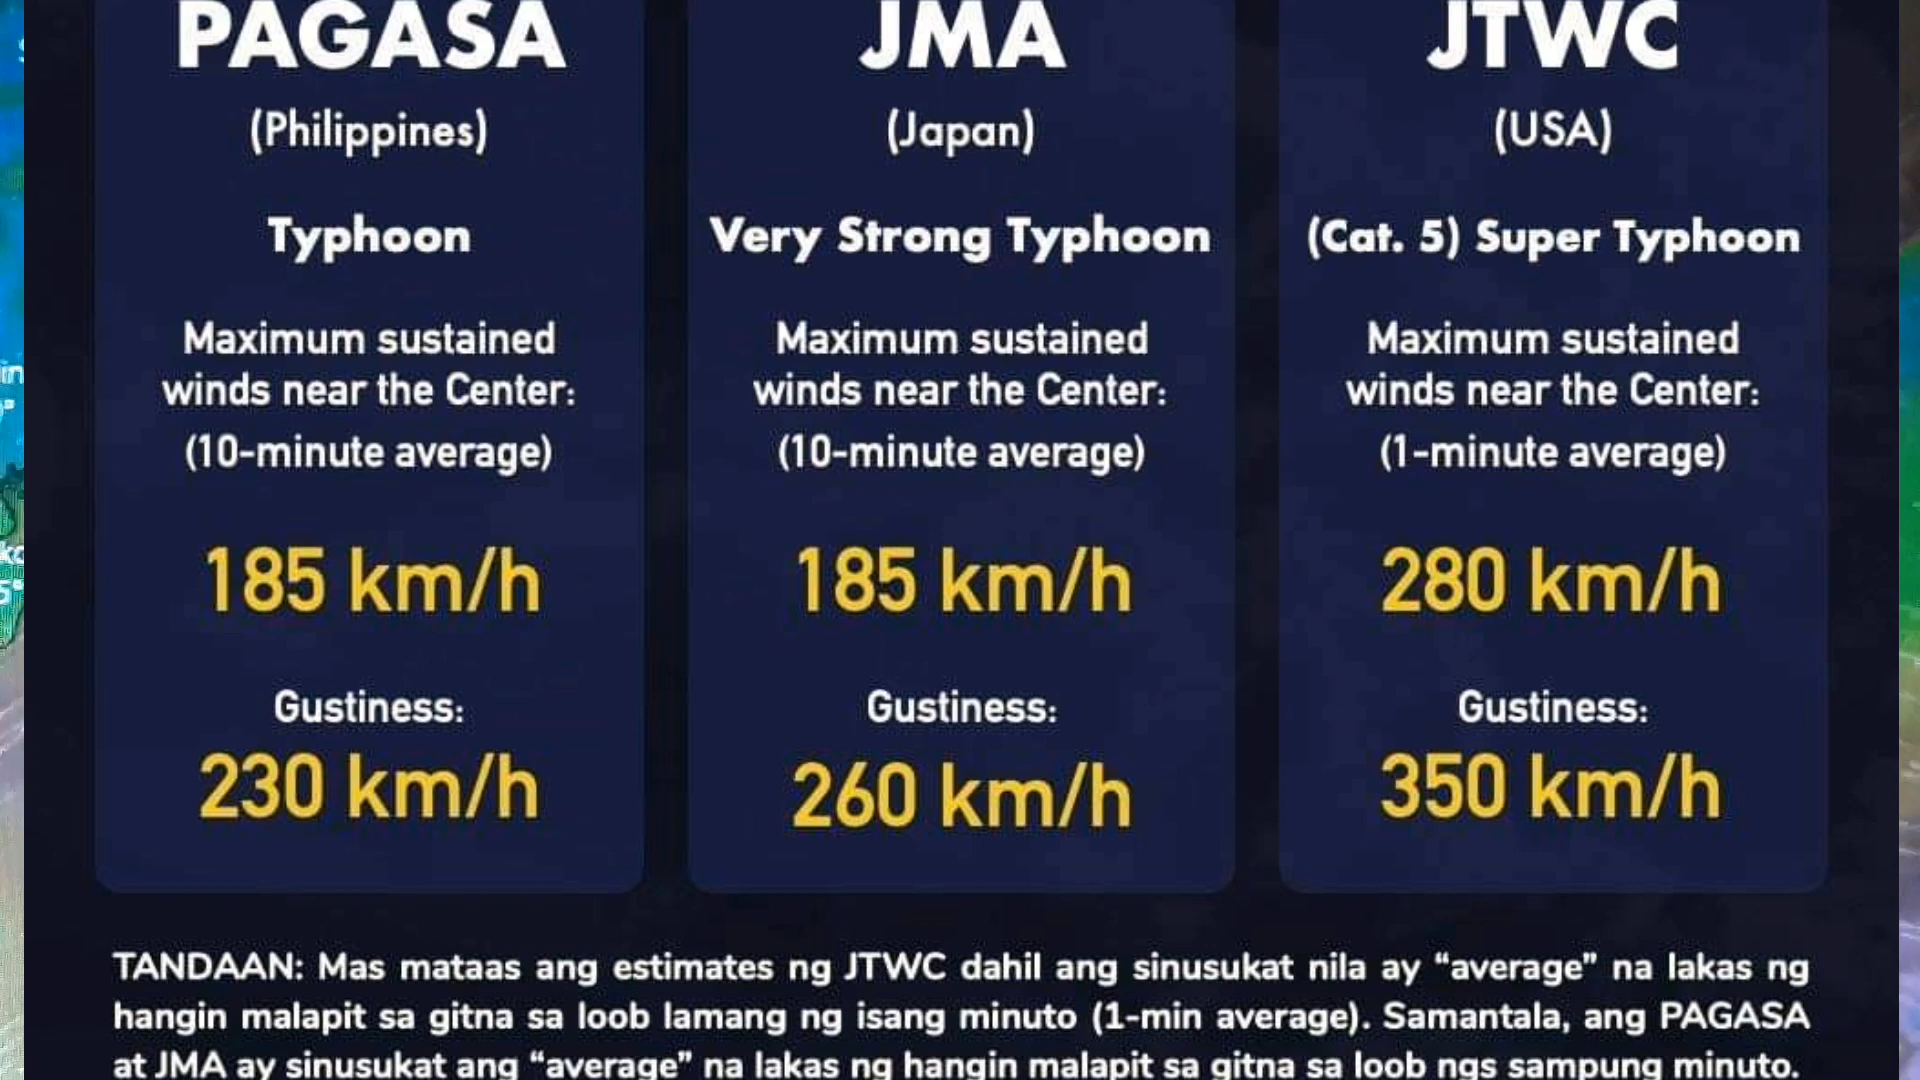 PAGASA
(Philippines)
Typhoon
Maximum sustained
winds near the Center:
(10-minute average)
185 km/h
Gustiness:
230 km/h
JMA
(Japan)
Very Strong Typhoon
Maximum sustained
winds near the Center:
(10-minute average)
185 km/h
Gustiness:
260 km/h
JTWC
(USA)
(Cat. 5) Super Typhoon
Maximum sustained
winds near the Center:
(1-minute average)
280 km/h
Gustiness:
350 km/h
TANDAAN: Mas mataas ang estimates ng JTWC dahil ang sinusukat nila ay “average” na lakas ng
hangin malapit sa gitna sa loob lamang ng isang minuto (1-min average). Samantala, ang PAGASA
at JMA ay sinusukat ang “average” na lakas ng hangin malapit sa gitna sa loob ngs sampung minuto.